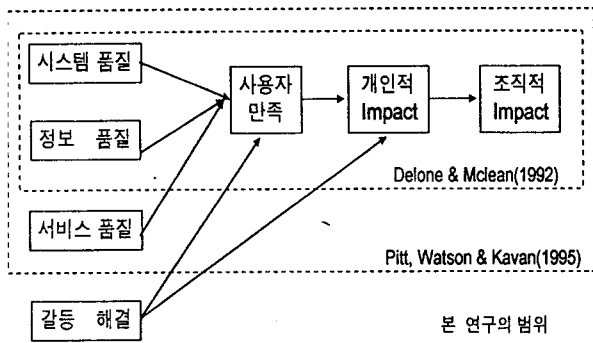 시스템 품질
정보 품질
서비스 품질
갈등 해결
사용자
만족
개인적
Impact
조직적
Impact
Delone & Mclean(1992)
Pitt, Watson & Kavan(1995)
본 연구의 범위